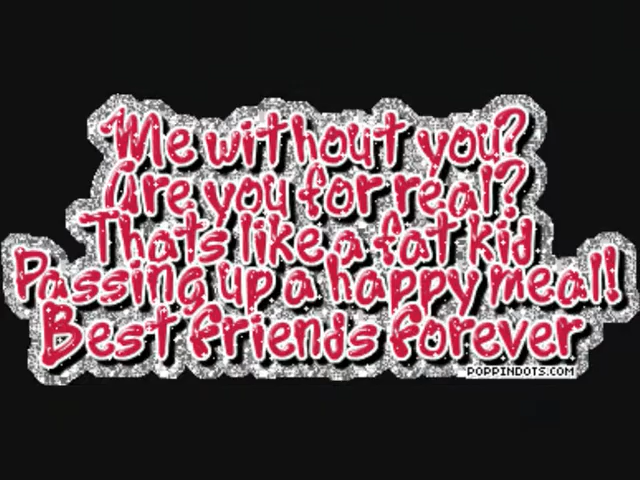 Me without you?
Are you for real?
Thats like a fat kid
Passing up a happy meal!
Best friends forever
POPPINDOTS.COM